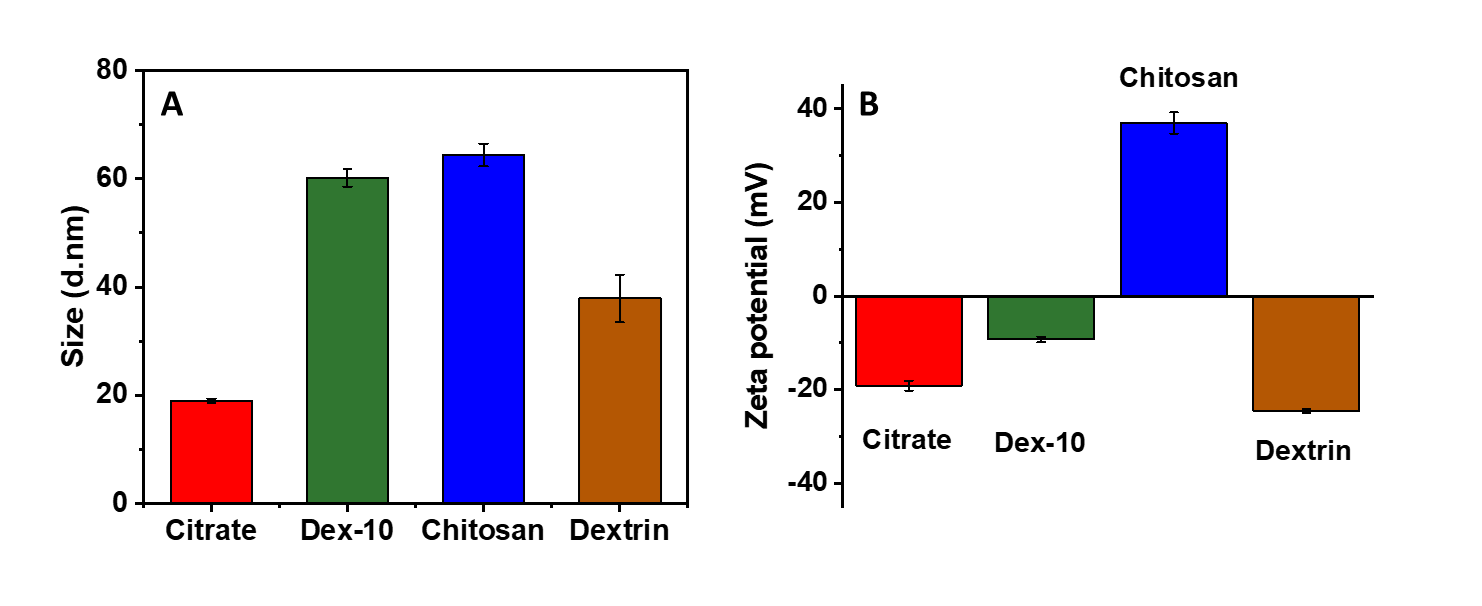 A
Size (d.nm)
80
60
40
20
0
Citrate Dex-10 Chitosan Dextrin
B
Zeta potential (mV)
40
20
0
-20
-40
Chitosan
Citrate Dex-10 Dextrin